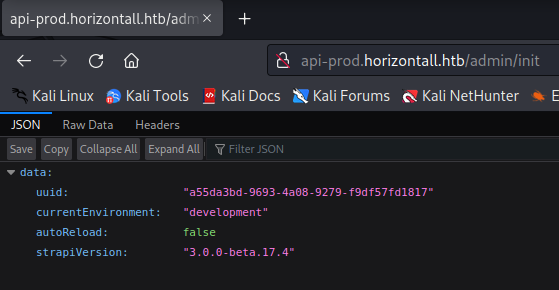 api-prod.horizontall.htb/adm
api-prod.horizontall.htb/admin/init
Kali Linux Kali Tools Kali Docs Kali Forums Kali NetHunter E
JSON Raw Data Headers
Save Copy Collapse All Expand All Filter JSON
data:
uuid: "a55da3bd-9693-4a08-9279-f9df57fd1817"
currentEnvironment: "development"
autoReload: false
strapiVersion: "3.0.0-beta.17.4"